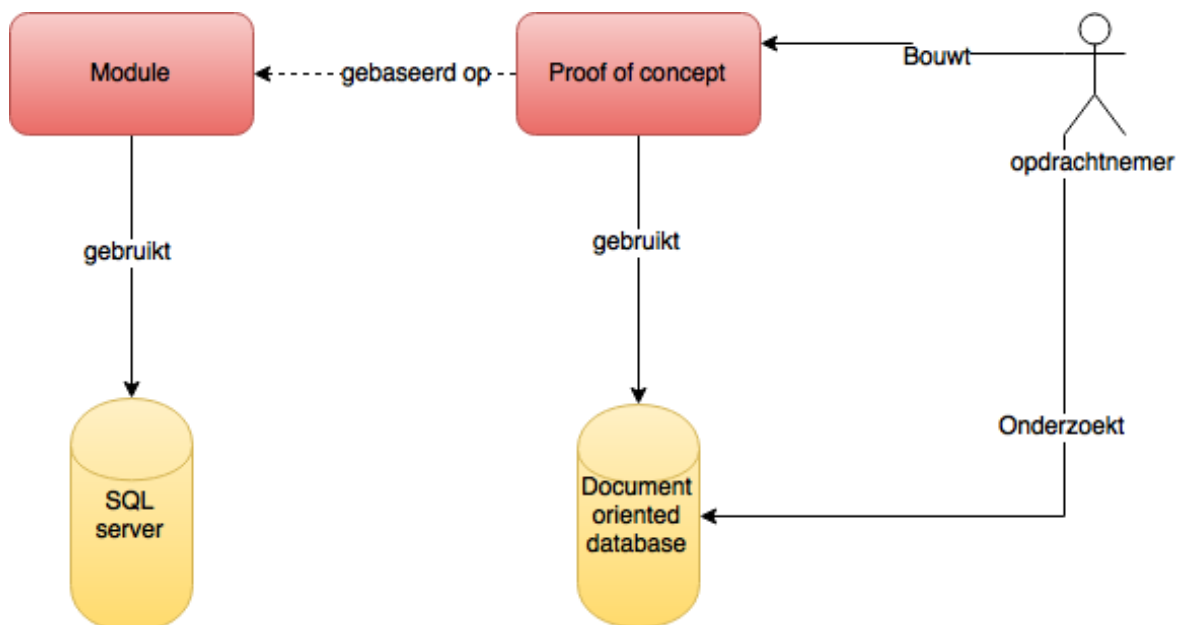 Module
gebaseerd op
Proof of concept
Bouwt
opdrachtnemer
gebruikt
gebruikt
Onderzoekt
SQL
server
Document
oriented
database